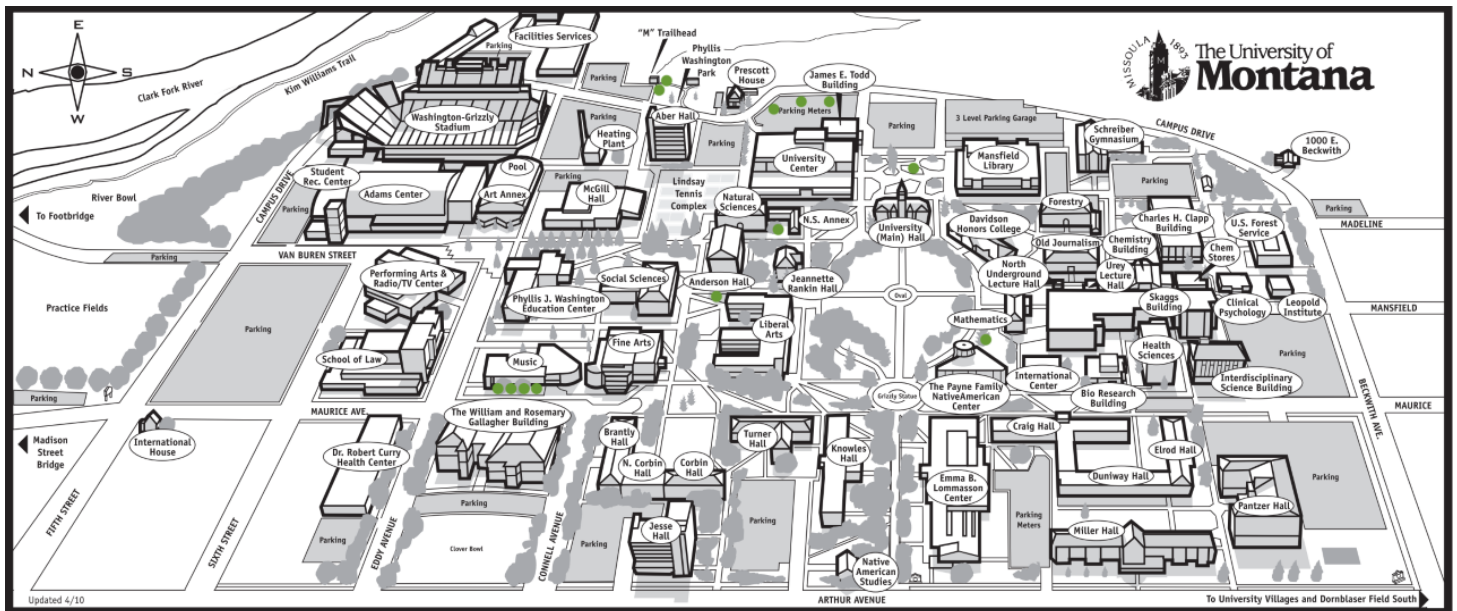 E
N
S
W
Clark Fork River
Kim Williams Trail
Facilities Services
Parking
"M" Trailhead
Phyllis
Washington
Park
Prescott
House
James E. Todd
Building
MISSOULA
1893
M
The University of
Montana
Washington-Grizzly
Stadium
Parking
Parking
Heating
Plant
Aber Hall
Parking
Parking Meters
Parking
3 Level Parking Garage
Schreiber
Gymnasium
CAMPUS DRIVE
1000 E.
Beckwith
University
Center
Mansfield
Library
Parking
Student
Rec. Center
Pool
Adams Center
Art Annex
Parking
McGill
Hall
Lindsay
Tennis
Complex
Natural
Sciences
N.S. Annex
University
(Main) Hall
Davidson
Honors College
Forestry
Charles H. Clapp
Building
U.S. Forest
Service
Parking
MADELINE
River Bowl
To Footbridge
CAMPUS DRIVE
Parking
Parking
VAN BUREN STREET
Old Journalism
Chemistry
Building
Chem
Stores
Performing Arts &
Radio/TV Center
Phyllis J. Washington
Education Center
Social Sciences
Anderson Hall
Jeannette
Rankin Hall
North
Underground
Lecture Hall
Urey
Lecture
Hall
Skaggs
Building
Clinical
Psychology
Leopold
Institute
MANSFIELD
Practice Fields
Parking
Oval
Mathematics
School of Law
Music
Fine Arts
Liberal
Arts
Health
Sciences
Parking
Parking
The Payne Family
NativeAmerican
Center
International
Center
Bio Research
Building
Interdisciplinary
Science Building
MAURICE AVE.
Grizzly Statue
MAURICE
BECKWITH AVE.
Madison
Street
Bridge
International
House
Dr. Robert Curry
Health Center
The William and Rosemary
Gallagher Building
Brantly
Hall
N. Corbin
Hall
Corbin
Hall
Turner
Hall
Knowles
Hall
Craig Hall
Elrod Hall
Emma B.
Lommasson
Center
Duniway Hall
Parking
Pantzer Hall
FIFTH STREET
SIXTH STREET
Parking
EDDY AVENUE
Parking
Clover Bowl
CONNELL AVENUE
Parking
Jesse
Hall
Parking
Native
American
Studies
Parking
Meters
Miller Hall
Updated 4/10
ARTHUR AVENUE
To University Villages and Dornblaser Field South